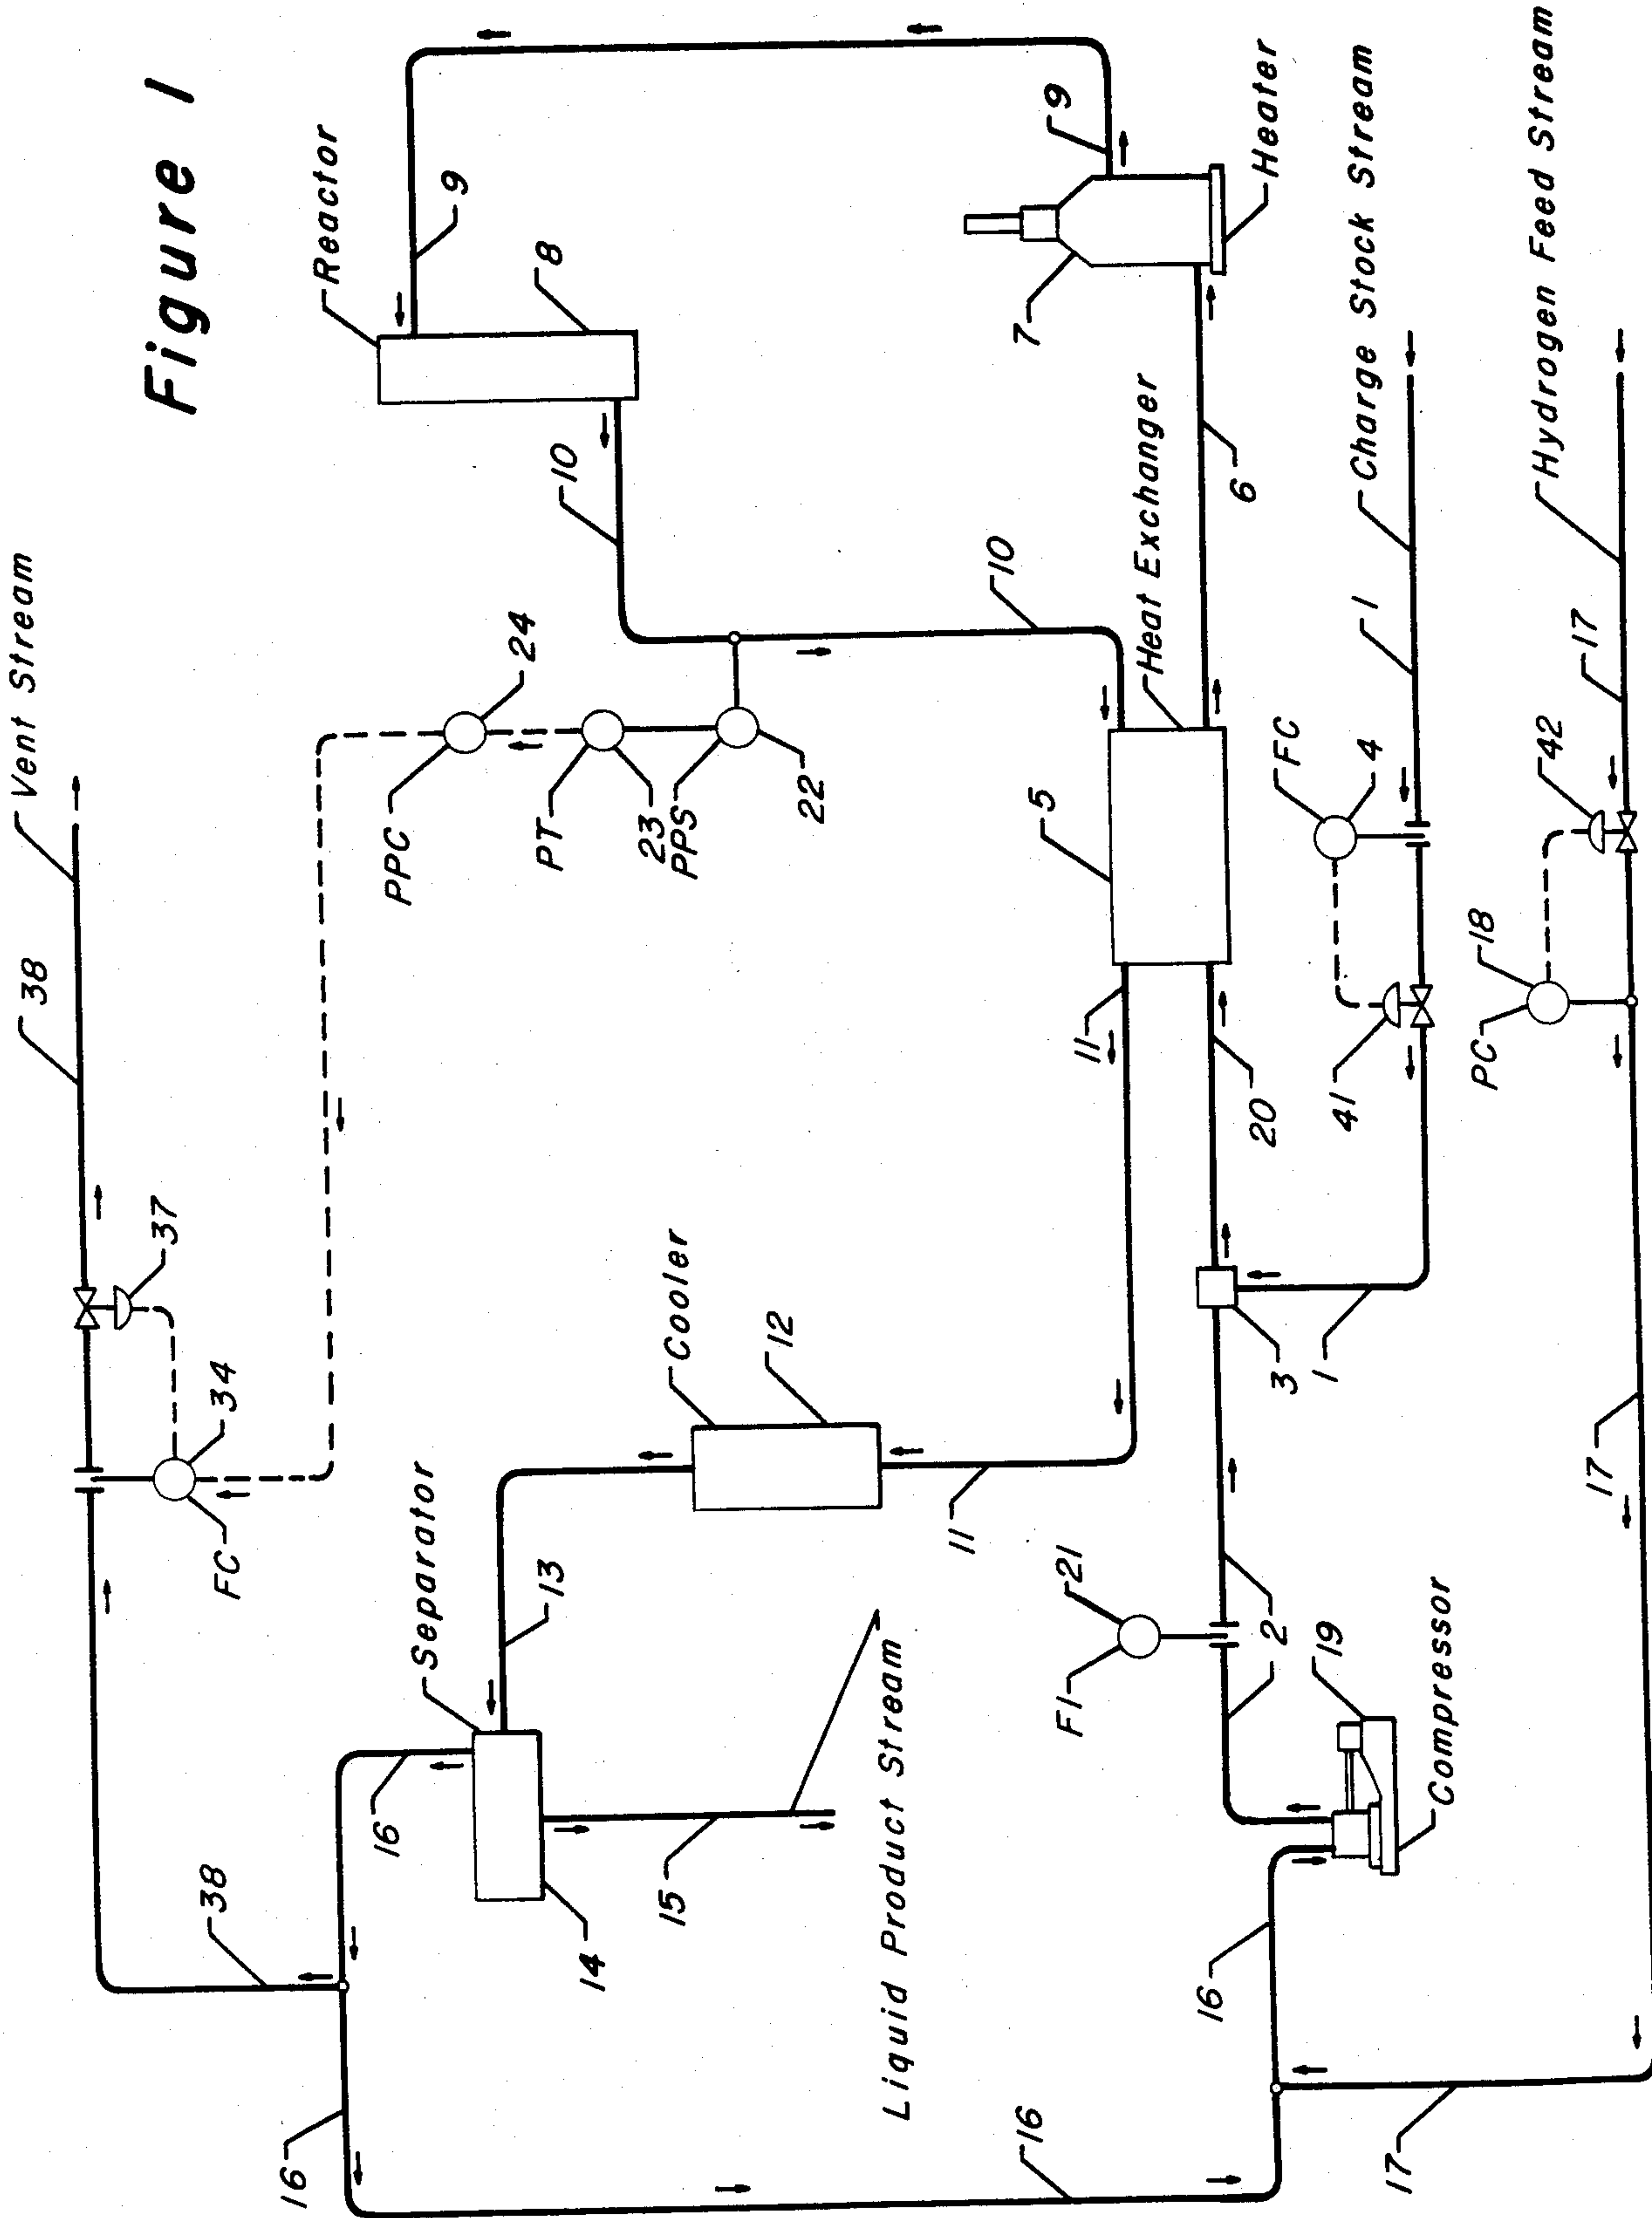 Figure 1
Vent Stream
38
37
34
FC
38
16
16
Reactor
9
8
10
24
PPC
PT
23
PPS
22
10
9
7
Heater
Heat Exchanger
6
5
11
20
Cooler
12
11
13
Separator
14
15
Liquid Product Stream
16
16
F1
21
2
19
Compressor
3
1
Charge Stock Stream
1
FC
4
41
Hydrogen Feed Stream
17
42
18
PC
17
17